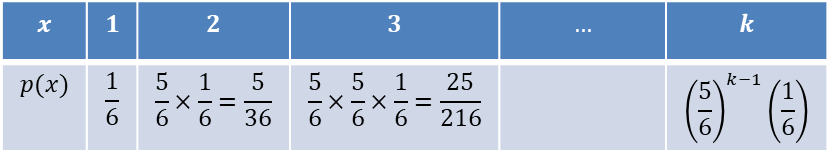 x 1 2 3 ... k
p(x) 1/6 5/6 × 1/6 = 5/36 5/6 × 5/6 × 1/6 = 25/216 (5/6)^{k−1} (1/6)